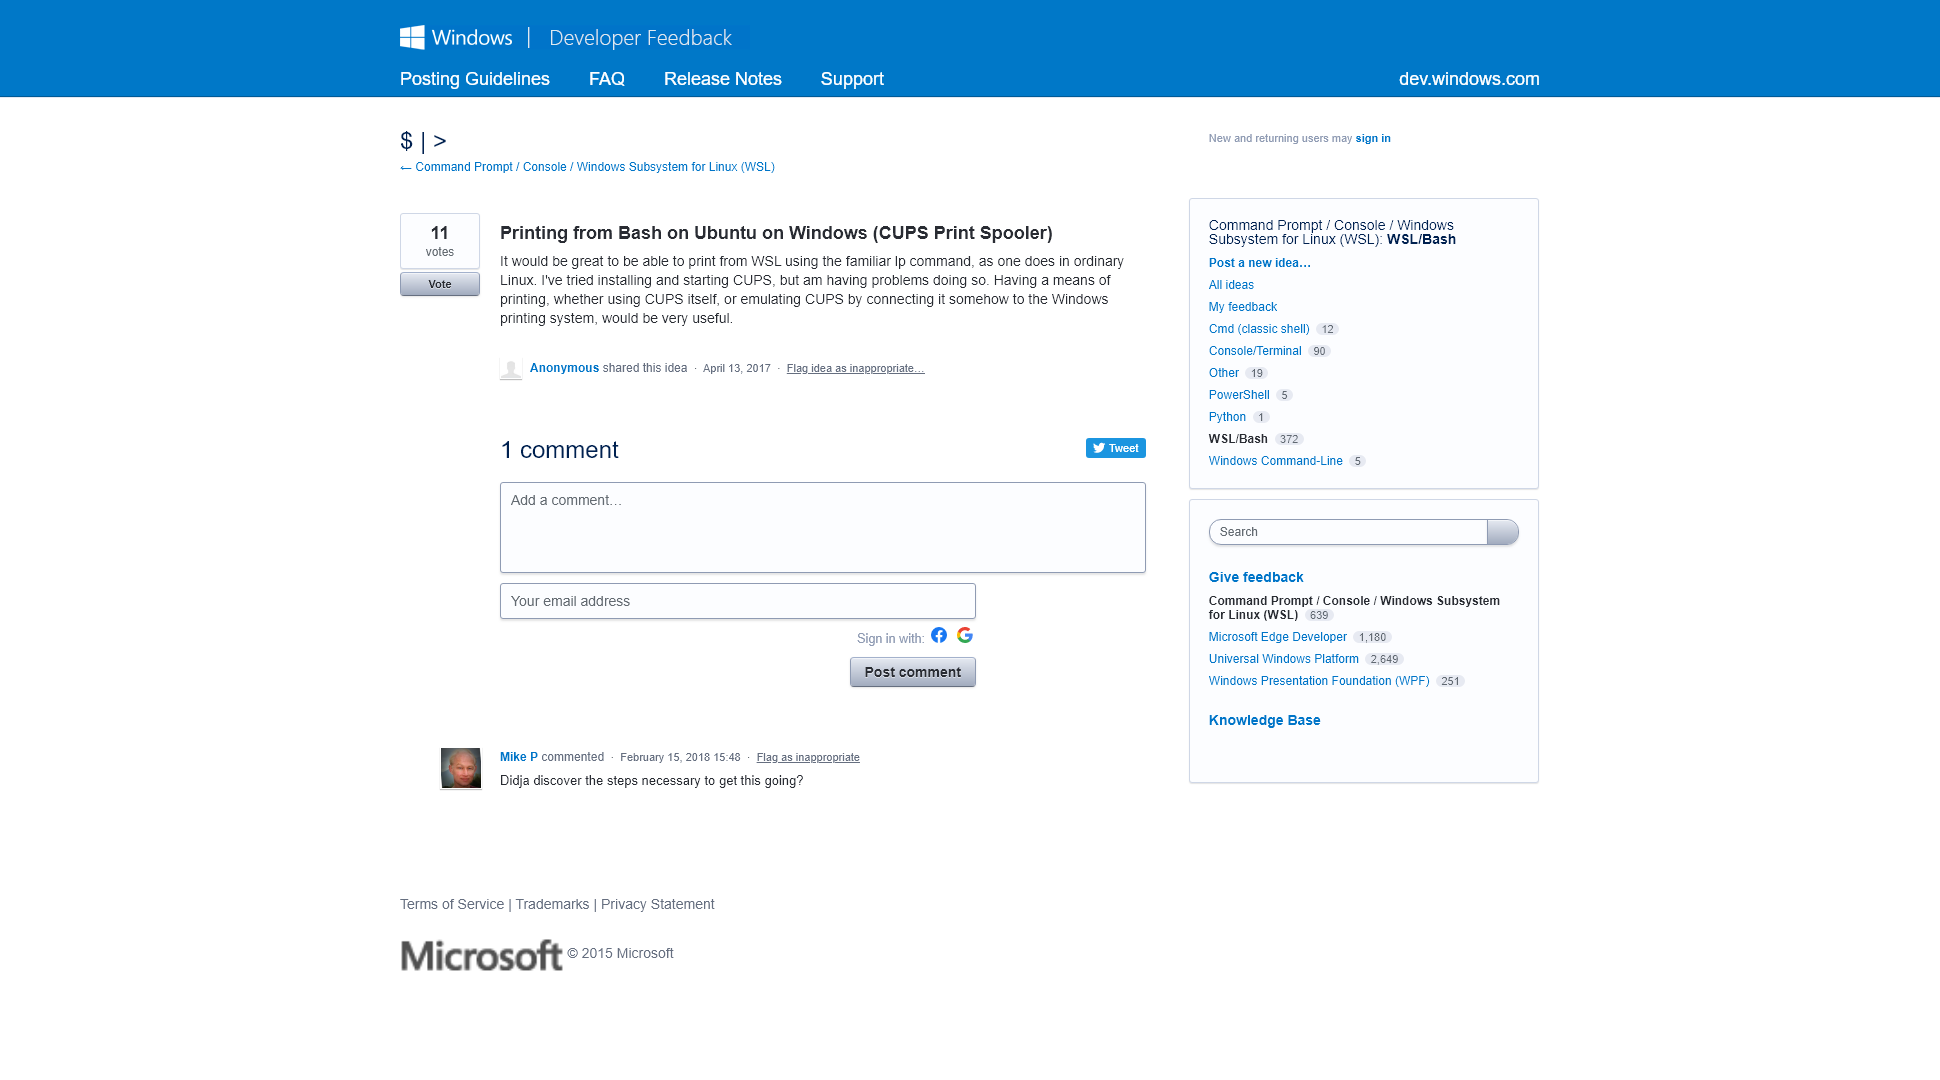 Windows | Developer Feedback
Posting Guidelines FAQ Release Notes Support dev.windows.com
$ | >
← Command Prompt / Console / Windows Subsystem for Linux (WSL)
New and returning users may sign in
11
votes
Vote
Printing from Bash on Ubuntu on Windows (CUPS Print Spooler)
It would be great to be able to print from WSL using the familiar lp command, as one does in ordinary
Linux. I've tried installing and starting CUPS, but am having problems doing so. Having a means of
printing, whether using CUPS itself, or emulating CUPS by connecting it somehow to the Windows
printing system, would be very useful.
Anonymous shared this idea · April 13, 2017 · Flag idea as inappropriate…
1 comment
Tweet
Add a comment…
Your email address
Sign in with:
Post comment
Mike P commented · February 15, 2018 15:48 · Flag as inappropriate
Didja discover the steps necessary to get this going?
Command Prompt / Console / Windows
Subsystem for Linux (WSL): WSL/Bash
Post a new idea…
All ideas
My feedback
Cmd (classic shell) 12
Console/Terminal 90
Other 19
PowerShell 5
Python 1
WSL/Bash 372
Windows Command-Line 5
Search
Give feedback
Command Prompt / Console / Windows Subsystem
for Linux (WSL) 639
Microsoft Edge Developer 1,180
Universal Windows Platform 2,649
Windows Presentation Foundation (WPF) 251
Knowledge Base
Terms of Service | Trademarks | Privacy Statement
Microsoft © 2015 Microsoft